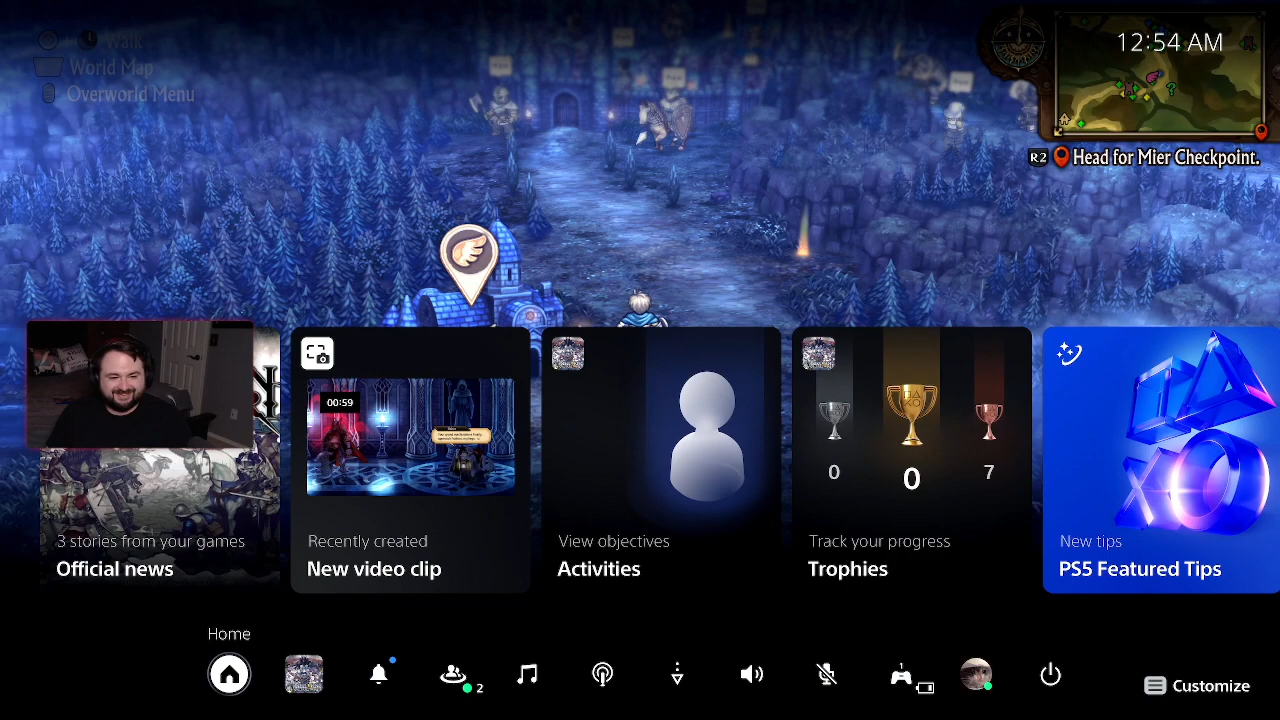 Walk
World Map
Overworld Menu
12:54 AM
R2 Head for Mier Checkpoint.
00:59
3 stories from your games
Official news
Recently created
New video clip
View objectives
Activities
0
0
7
Track your progress
Trophies
New tips
PS5 Featured Tips
Home
2
1
Customize